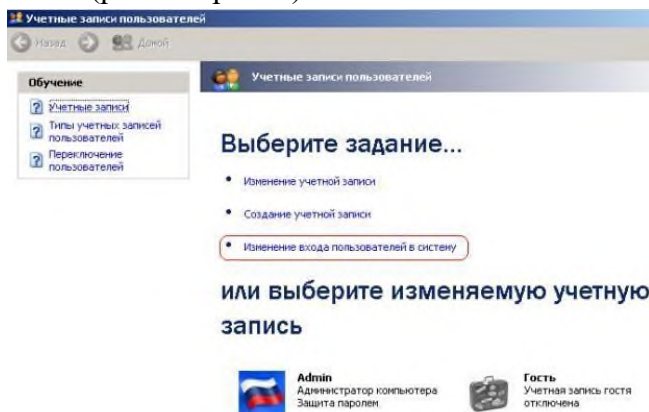 Учетные записи пользователей
Назад
Домой
Обучение
Учетные записи
Типы учетных записей
пользователей
Переключение
пользователей
Учетные записи пользователей
Выберите задание...
Изменение учетной записи
Создание учетной записи
Изменение входа пользователей в систему
или выберите изменяемую учетную
запись
Admin
Администратор компьютера
Защита паролем
Гость
Учетная запись гостя
отключена